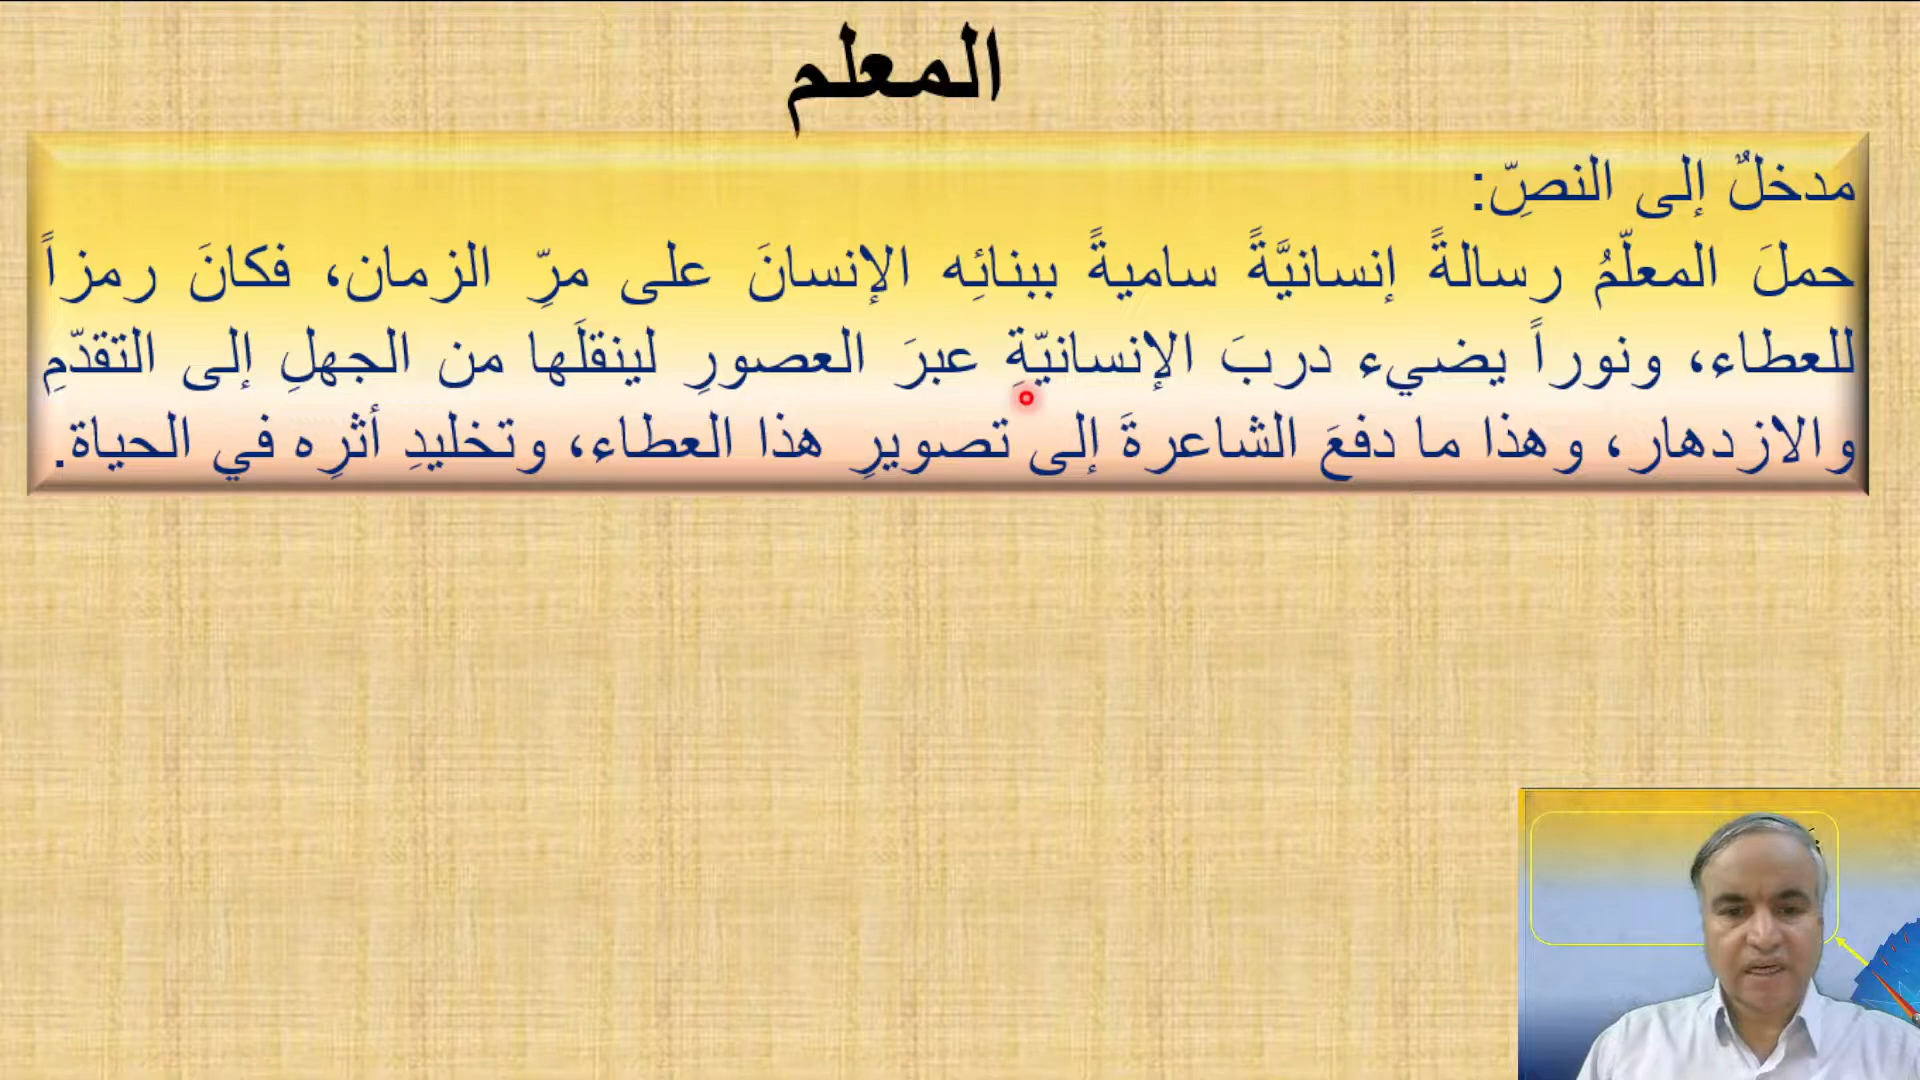 المعلم
مدخلٌ إلى النصِّ:
حملَ المعلّمُ رسالةً إنسانيَّةً ساميةً ببنائِه الإنسانَ على مرِّ الزمان، فكانَ رمزاً
للعطاء، ونوراً يضيء دربَ الإنسانيّةِ عبرَ العصورِ لينقلَها من الجهلِ إلى التقدّمِ
والازدهار، وهذا ما دفعَ الشاعرةَ إلى تصويرِ هذا العطاء، وتخليدِ أثرِه في الحياة.